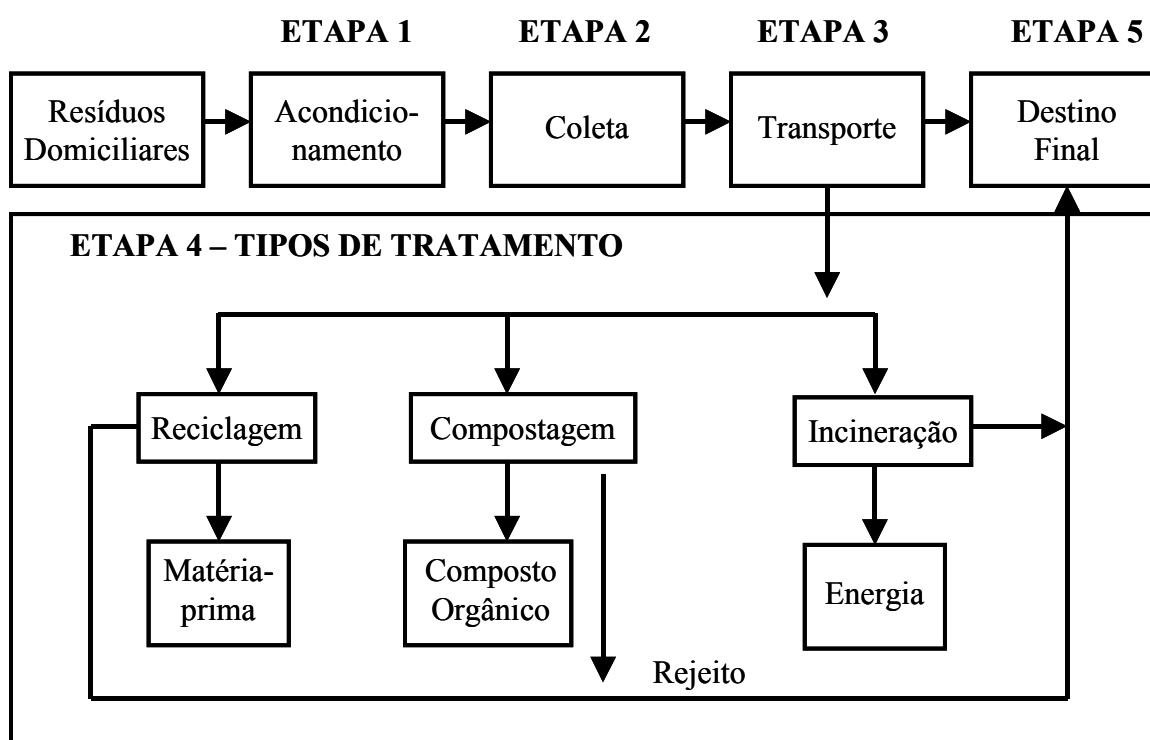 ETAPA 1 ETAPA 2 ETAPA 3 ETAPA 5
Resíduos
Domiciliares
Acondicio-
namento
Coleta
Transporte
Destino
Final
ETAPA 4 – TIPOS DE TRATAMENTO
Reciclagem
Compostagem
Incineração
Matéria-
prima
Composto
Orgânico
Energia
Rejeito